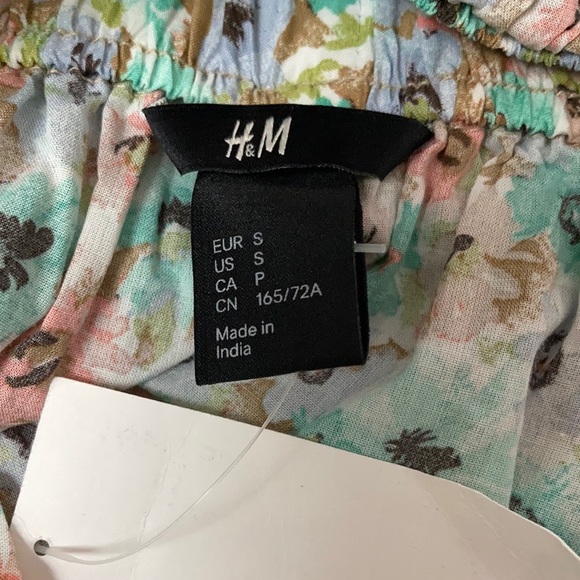 H&M
EUR S
US S
CA P
CN 165/72A
Made in
India